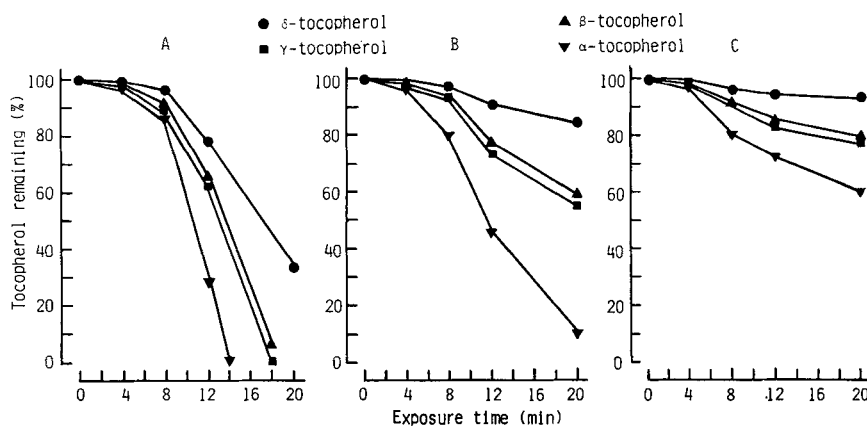 A
● δ-tocopherol
■ γ-tocopherol
B
▲ β-tocopherol
▼ α-tocopherol
C
Tocopherol remaining (%)
100
80
60
40
20
0
100
80
60
40
20
0
100
80
60
40
20
0
0 4 8 12 16 20
0 4 8 12 16 20
0 4 8 .12 16 20
Exposure time (min)